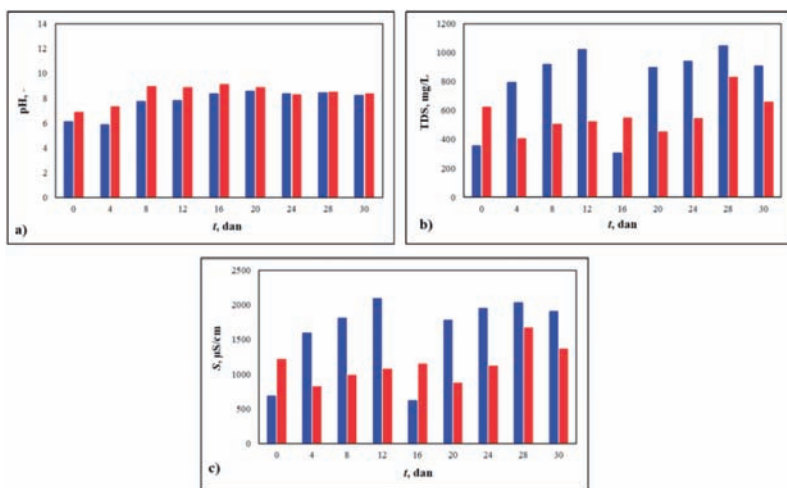 14
12
10
8
6
4
2
0
pH, -
0 4 8 12 16 20 24 28 30
t, dan
a)
1200
1000
800
600
400
200
0
TDS, mg/L
0 4 8 12 16 20 24 28 30
t, dan
b)
2500
2000
1500
1000
500
0
S, µS/cm
0 4 8 12 16 20 24 28 30
t, dan
c)